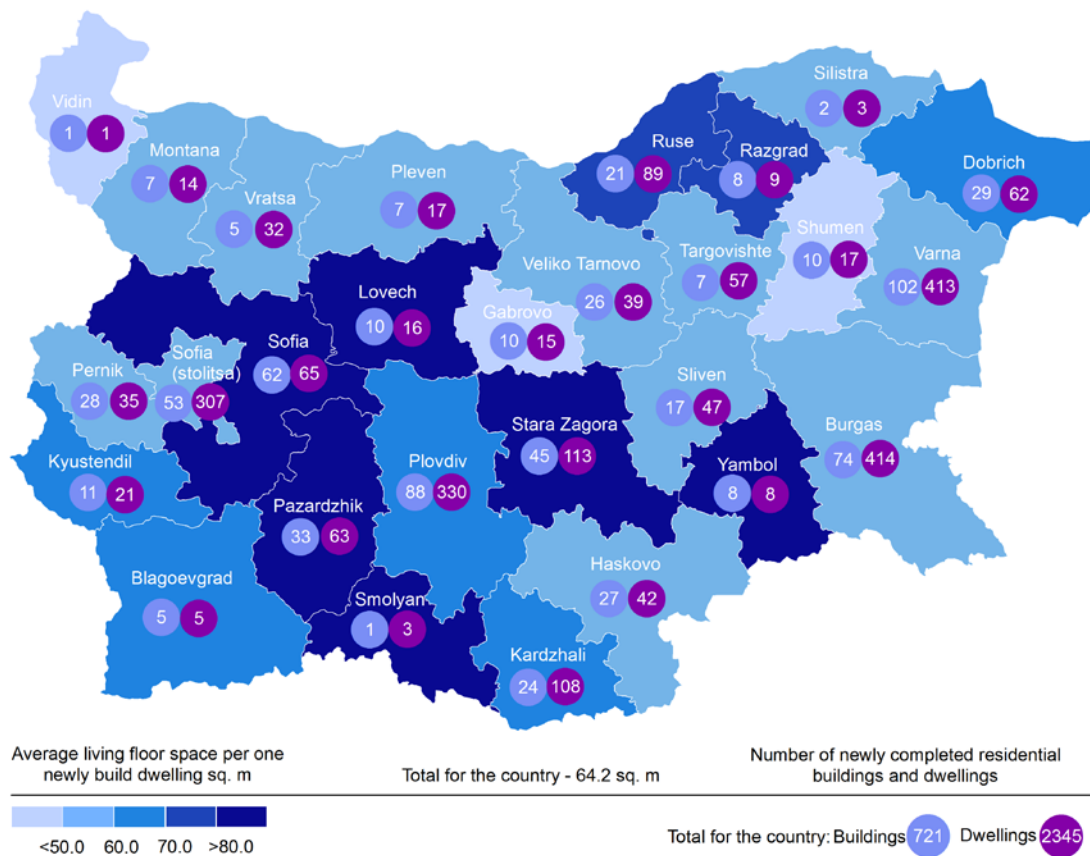 Silistra
2 3
Vidin
1 1
Ruse
21 89
Razgrad
8 9
Dobrich
29 62
Montana
7 14
Pleven
7 17
Vratsa
5 32
Shumen
10 17
Targovishte
7 57
Varna
102 413
Veliko Tarnovo
26 39
Lovech
10 16
Gabrovo
10 15
Sofia
62 65
Sofia
(stolitsa)
53 307
Pernik
28 35
Sliven
17 47
Stara Zagora
45 113
Burgas
74 414
Kyustendil
11 21
Plovdiv
88 330
Yambol
8 8
Pazardzhik
33 63
Haskovo
27 42
Blagoevgrad
5 5
Smolyan
1 3
Kardzhali
24 108
Average living floor space per one
newly build dwelling sq. m
Total for the country - 64.2 sq. m
Number of newly completed residential
buildings and dwellings
<50.0 60,0 70.0 >80.0
Total for the country: Buildings 721 Dwellings 2345